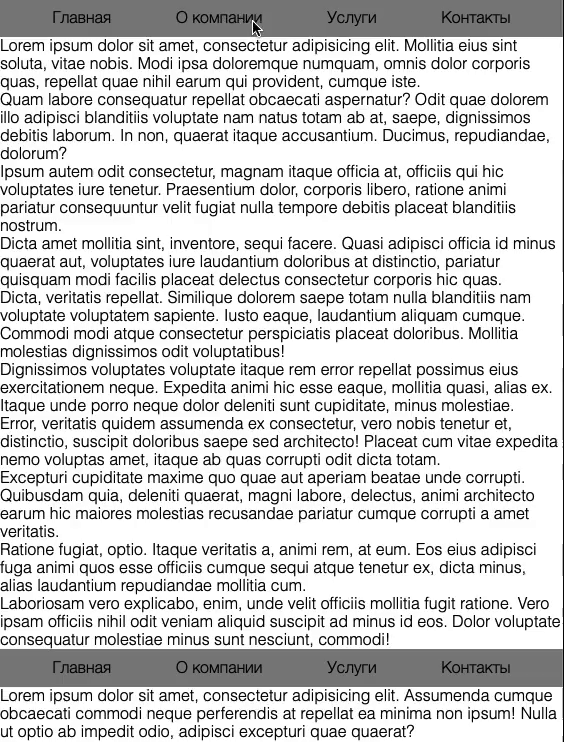 Главная О компании Услуги Контакты
Lorem ipsum dolor sit amet, consectetur adipisicing elit. Mollitia eius sint
soluta, vitae nobis. Modi ipsa doloremque numquam, omnis dolor corporis
quas, repellat quae nihil earum qui provident, cumque iste.
Quam labore consequatur repellat obcaecati aspernatur? Odit quae dolorem
illo adipisci blanditiis voluptate nam natus totam ab at, saepe, dignissimos
debitis laborum. In non, quaerat itaque accusantium. Ducimus, repudiandae,
dolorum?
Ipsum autem odit consectetur, magnam itaque officia at, officiis qui hic
voluptates iure tenetur. Praesentium dolor, corporis libero, ratione animi
pariatur consequuntur velit fugiat nulla tempore debitis placeat blanditiis
nostrum.
Dicta amet mollitia sint, inventore, sequi facere. Quasi adipisci officia id minus
quaerat aut, voluptates iure laudantium doloribus at distinctio, pariatur
quisquam modi facilis placeat delectus consectetur corporis hic quas.
Dicta, veritatis repellat. Similique dolorem saepe totam nulla blanditiis nam
voluptate voluptatem sapiente. Iusto eaque, laudantium aliquam cumque.
Commodi modi atque consectetur perspiciatis placeat doloribus. Mollitia
molestias dignissimos odit voluptatibus!
Dignissimos voluptates voluptate itaque rem error repellat possimus eius
exercitationem neque. Expedita animi hic esse eaque, mollitia quasi, alias ex.
Itaque unde porro neque dolor deleniti sunt cupiditate, minus molestiae.
Error, veritatis quidem assumenda ex consectetur, vero nobis tenetur et,
distinctio, suscipit doloribus saepe sed architecto! Placeat cum vitae expedita
nemo voluptas amet, itaque ab quas corrupti odit dicta totam.
Excepturi cupiditate maxime quo quae aut aperiam beatae unde corrupti.
Quibusdam quia, deleniti quaerat, magni labore, delectus, animi architecto
earum hic maiores molestias recusandae pariatur cumque corrupti a amet
veritatis.
Ratione fugiat, optio. Itaque veritatis a, animi rem, at eum. Eos eius adipisci
fuga animi quos esse officiis cumque sequi atque tenetur ex, dicta minus,
alias laudantium repudiandae mollitia cum.
Laboriosam vero explicabo, enim, unde velit officiis mollitia fugit ratione. Vero
ipsam officiis nihil odit veniam aliquid suscipit ad minus id eos. Dolor voluptate
consequatur molestiae minus sunt nesciunt, commodi!
Главная О компании Услуги Контакты
Lorem ipsum dolor sit amet, consectetur adipisicing elit. Assumenda cumque
obcaecati commodi neque perferendis at repellat ea minima non ipsum! Nulla
ut optio ab impedit odio, adipisci excepturi quae quaerat?